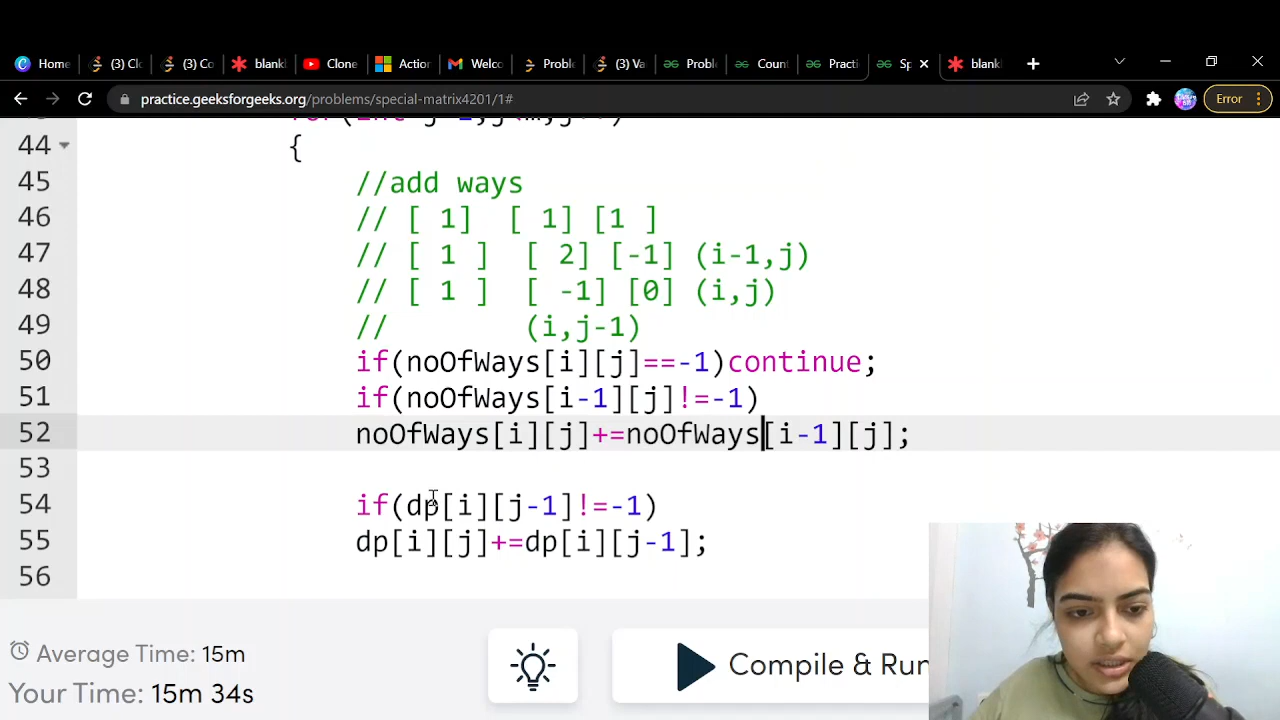 Home (3) Cl (3) Co blank Clone Action Welco Proble (3) Va Probl Count Practi Sp blank
practice.geeksforgeeks.org/problems/special-matrix4201/1# Error
44 {
45 //add ways
46 // [ 1] [ 1] [1 ]
47 // [ 1 ] [ 2] [-1] (i-1,j)
48 // [ 1 ] [ -1] [0] (i,j)
49 // (i,j-1)
50 if(noOfWays[i][j]==-1)continue;
51 if(noOfWays[i-1][j]!=-1)
52 noOfWays[i][j]+=noOfWays[i-1][j];
53
54 if(dp[i][j-1]!=-1)
55 dp[i][j]+=dp[i][j-1];
56
Average Time: 15m
Your Time: 15m 34s
Compile & Run